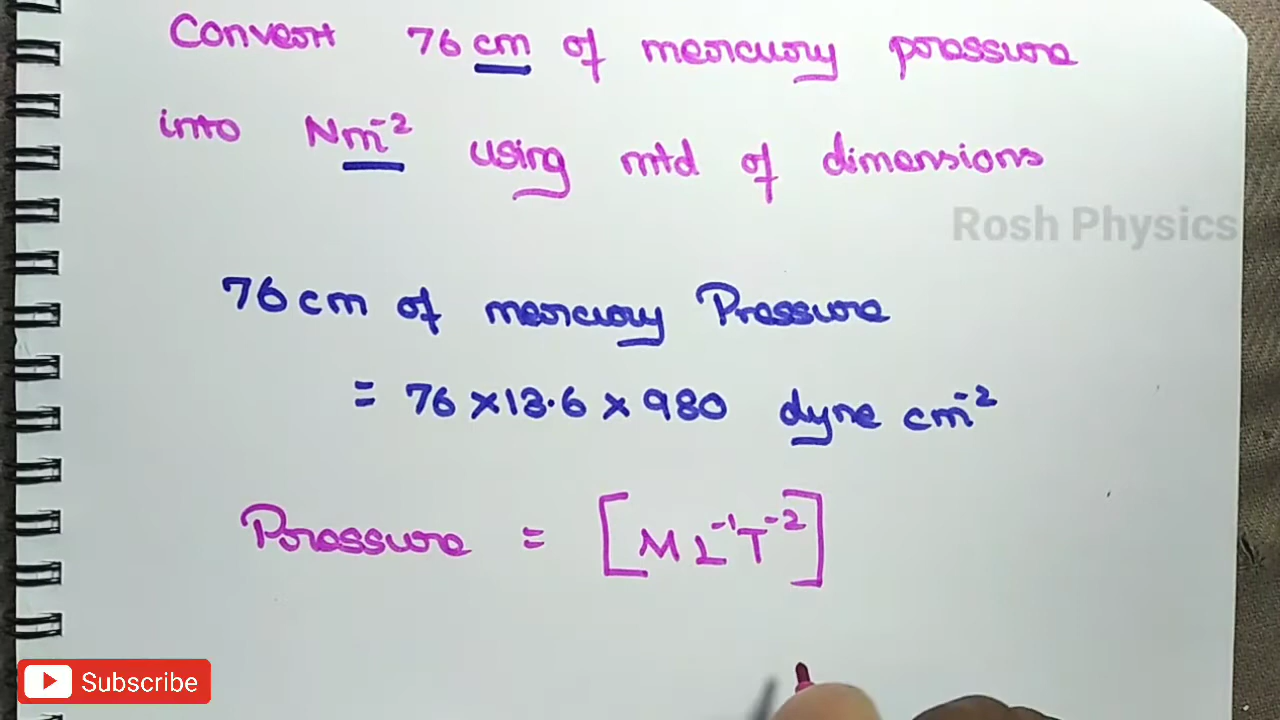 Convert 76 cm of mercury pressure
into Nm⁻² using mtd of dimensions
Rosh Physics
76 cm of mercury Pressure
= 76 × 13.6 × 980 dyne cm⁻²
Pressure = [M L⁻¹ T⁻²]
Subscribe